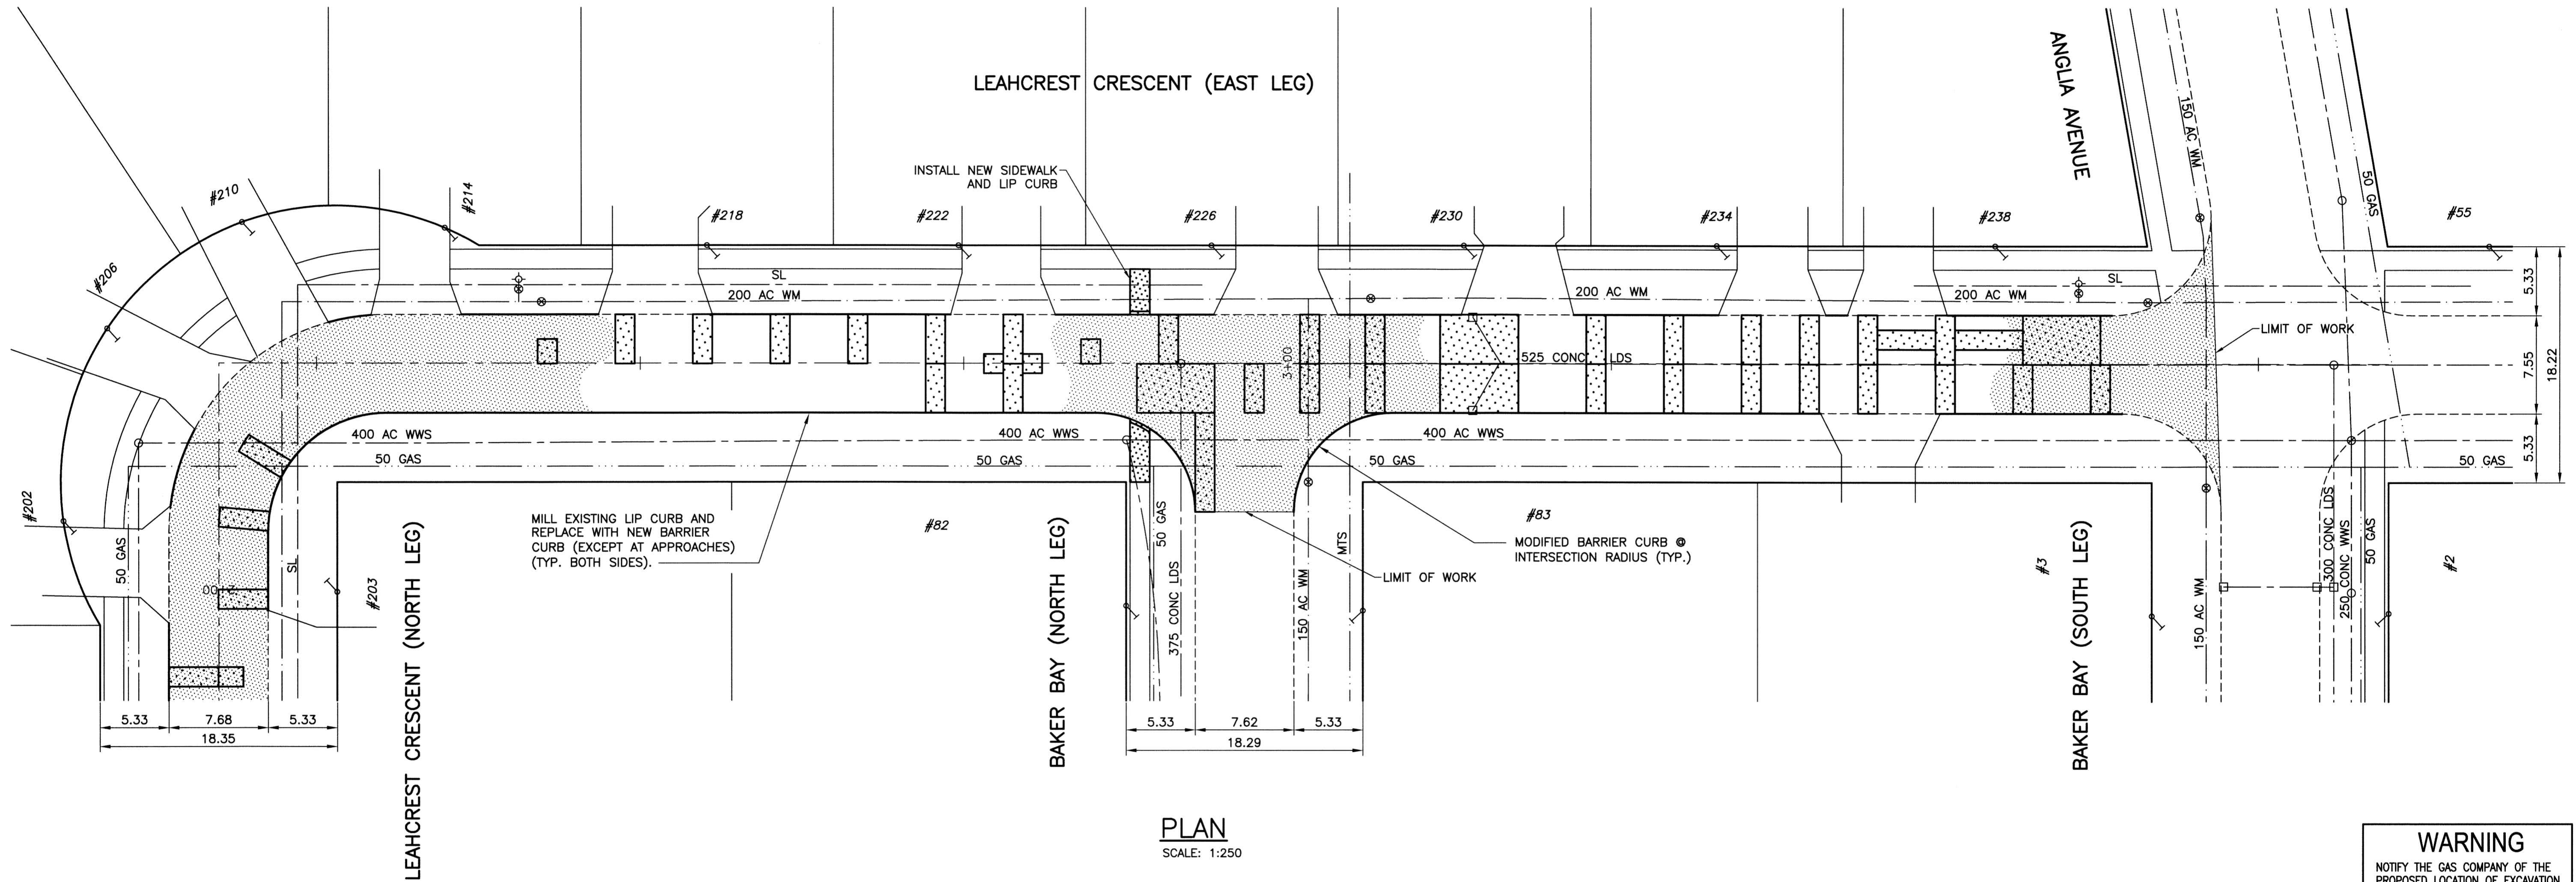 LEAHCREST CRESCENT (EAST LEG)
ANGLIA AVENUE
150 AC WM
50 GAS
INSTALL NEW SIDEWALK
AND LIP CURB
#202
#206
#210
#214
#218
#222
#226
#230
#234
#238
#55
SL
200 AC WM
200 AC WM
200 AC WM
SL
5.33
7.55
5.33
18.22
LIMIT OF WORK
3+00
525 CONC LDS
400 AC WWS
400 AC WWS
400 AC WWS
50 GAS
50 GAS
50 GAS
50 GAS
50 GAS
SL
2+00
#203
MILL EXISTING LIP CURB AND
REPLACE WITH NEW BARRIER
CURB (EXCEPT AT APPROACHES)
(TYP. BOTH SIDES).
#82
50 GAS
375 CONC LDS
150 AC WM
MTS
#83
MODIFIED BARRIER CURB @
INTERSECTION RADIUS (TYP.)
LIMIT OF WORK
#3
150 AC WM
300 CONC LDS
250 CONC WWS
50 GAS
#2
LEAHCREST CRESCENT (NORTH LEG)
BAKER BAY (NORTH LEG)
BAKER BAY (SOUTH LEG)
5.33
7.68
5.33
18.35
5.33
7.62
5.33
18.29
PLAN
SCALE: 1:250
WARNING
NOTIFY THE GAS COMPANY OF THE
PROPOSED LOCATION OF EXCAVATION